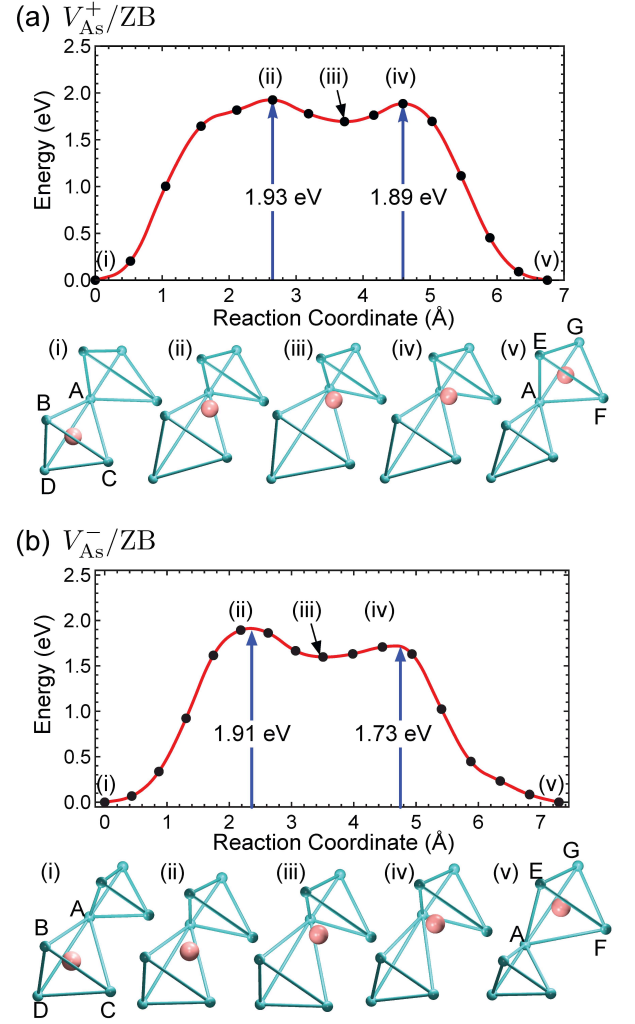 (a) V⁺As/ZB
2.5
2.0
1.5
1.0
0.5
0.0
Energy (eV)
(i)
(ii)
(iii)
(iv)
(v)
1.93 eV
1.89 eV
0 1 2 3 4 5 6 7
Reaction Coordinate (Å)
(i) (ii) (iii) (iv) (v)
A
B
C
D
E
G
A
F
(b) V⁻As/ZB
2.5
2.0
1.5
1.0
0.5
0.0
Energy (eV)
(i)
(ii)
(iii)
(iv)
(v)
1.91 eV
1.73 eV
0 1 2 3 4 5 6 7
Reaction Coordinate (Å)
(i) (ii) (iii) (iv) (v)
A
B
D
C
E
G
A
F